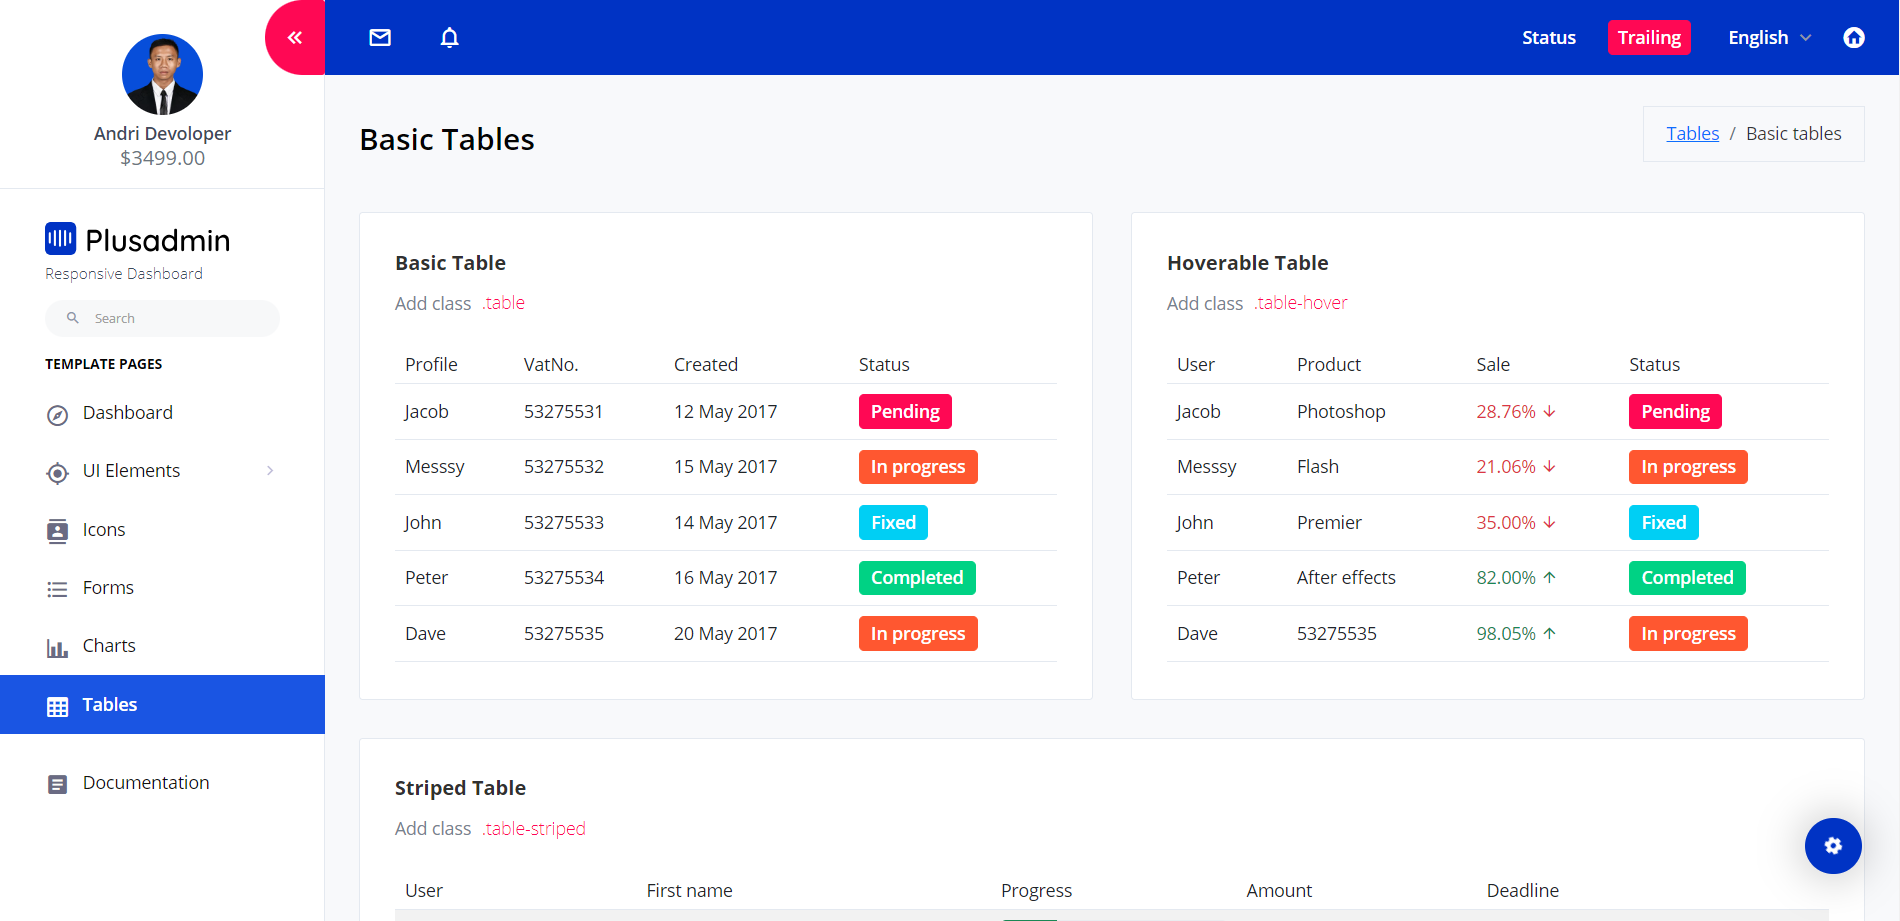 Andri Devoloper
$3499.00
Plusadmin
Responsive Dashboard
Search
TEMPLATE PAGES
Dashboard
UI Elements
Icons
Forms
Charts
Tables
Documentation
Status Trailing English
Basic Tables
Tables / Basic tables
Basic Table
Add class .table
Profile VatNo. Created Status
Jacob 53275531 12 May 2017 Pending
Messsy 53275532 15 May 2017 In progress
John 53275533 14 May 2017 Fixed
Peter 53275534 16 May 2017 Completed
Dave 53275535 20 May 2017 In progress
Hoverable Table
Add class .table-hover
User Product Sale Status
Jacob Photoshop 28.76% ↓ Pending
Messsy Flash 21.06% ↓ In progress
John Premier 35.00% ↓ Fixed
Peter After effects 82.00% ↑ Completed
Dave 53275535 98.05% ↑ In progress
Striped Table
Add class .table-striped
User First name Progress Amount Deadline